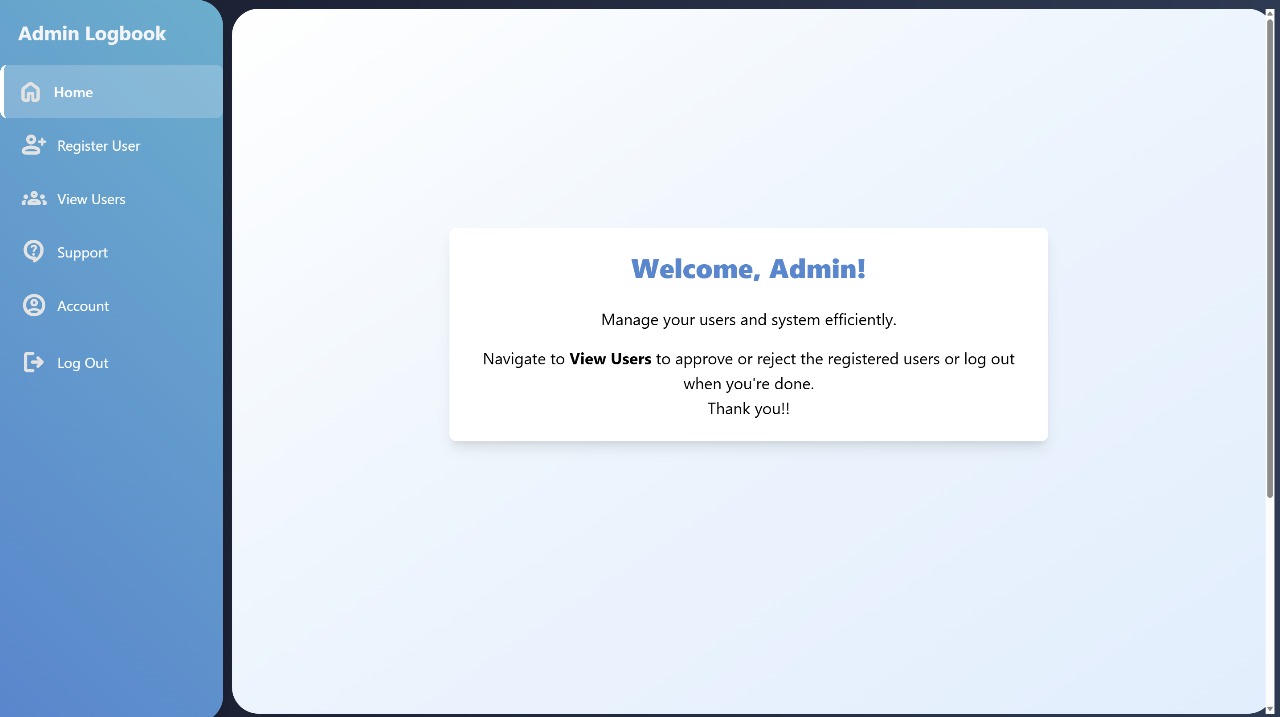 Admin Logbook
Home
Register User
View Users
Support
Account
Log Out
Welcome, Admin!
Manage your users and system efficiently.
Navigate to View Users to approve or reject the registered users or log out
when you're done.
Thank you!!